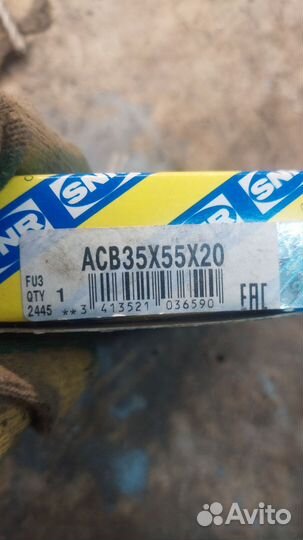 SNR
SNR
SNR
ACB35X55X20
FU3
QTY 1
2445 **3 413521 036590
EAC
Avito